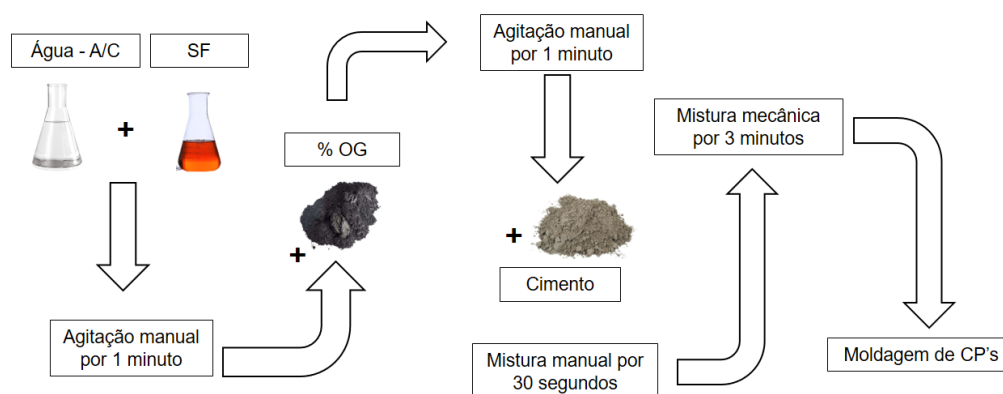 Água - A/C
SF
+
Agitação manual
por 1 minuto
% OG
+
Agitação manual
por 1 minuto
+
Cimento
Mistura manual por
30 segundos
Mistura mecânica
por 3 minutos
Moldagem de CP's